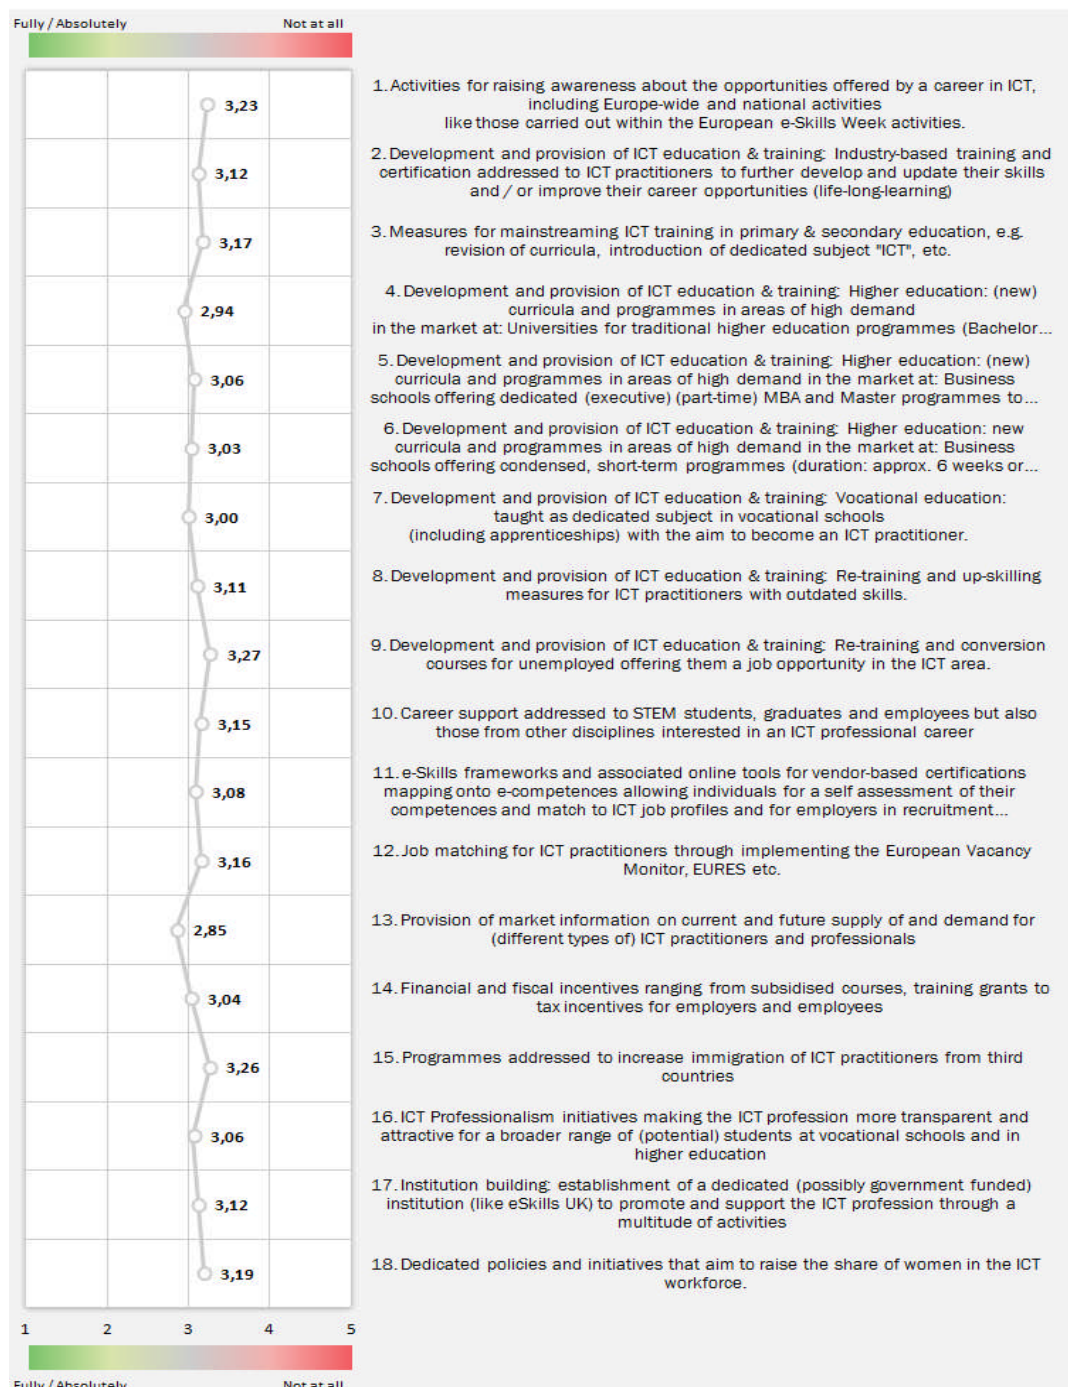 Fully / Absolutely Not at all
3,23
1. Activities for raising awareness about the opportunities offered by a career in ICT,
including Europe-wide and national activities
like those carried out within the European e-Skills Week activities.
3,12
2. Development and provision of ICT education & training: Industry-based training and
certification addressed to ICT practitioners to further develop and update their skills
and / or improve their career opportunities (life-long-learning)
3,17
3. Measures for mainstreaming ICT training in primary & secondary education, e.g.
revision of curricula, introduction of dedicated subject "ICT", etc.
2,94
4. Development and provision of ICT education & training: Higher education: (new)
curricula and programmes in areas of high demand
in the market at: Universities for traditional higher education programmes (Bachelor...
3,06
5. Development and provision of ICT education & training: Higher education: (new)
curricula and programmes in areas of high demand in the market at: Business
schools offering dedicated (executive) (part-time) MBA and Master programmes to...
3,03
6. Development and provision of ICT education & training: Higher education: new
curricula and programmes in areas of high demand in the market at: Business
schools offering condensed, short-term programmes (duration: approx. 6 weeks or...
3,00
7. Development and provision of ICT education & training: Vocational education:
taught as dedicated subject in vocational schools
(including apprenticeships) with the aim to become an ICT practitioner.
3,11
8. Development and provision of ICT education & training: Re-training and up-skilling
measures for ICT practitioners with outdated skills.
3,27
9. Development and provision of ICT education & training: Re-training and conversion
courses for unemployed offering them a job opportunity in the ICT area.
3,15
10. Career support addressed to STEM students, graduates and employees but also
those from other disciplines interested in an ICT professional career
3,08
11. e-Skills frameworks and associated online tools for vendor-based certifications
mapping onto e-competences allowing individuals for a self assessment of their
competences and match to ICT job profiles and for employers in recruitment...
3,16
12. Job matching for ICT practitioners through implementing the European Vacancy
Monitor, EURES etc.
2,85
13. Provision of market information on current and future supply of and demand for
(different types of) ICT practitioners and professionals
3,04
14. Financial and fiscal incentives ranging from subsidised courses, training grants to
tax incentives for employers and employees
3,26
15. Programmes addressed to increase immigration of ICT practitioners from third
countries
3,06
16. ICT Professionalism initiatives making the ICT profession more transparent and
attractive for a broader range of (potential) students at vocational schools and in
higher education
3,12
17. Institution building: establishment of a dedicated (possibly government funded)
institution (like eSkills UK) to promote and support the ICT profession through a
multitude of activities
3,19
18. Dedicated policies and initiatives that aim to raise the share of women in the ICT
workforce.
1 2 3 4 5
Fully / Absolutely Not at all